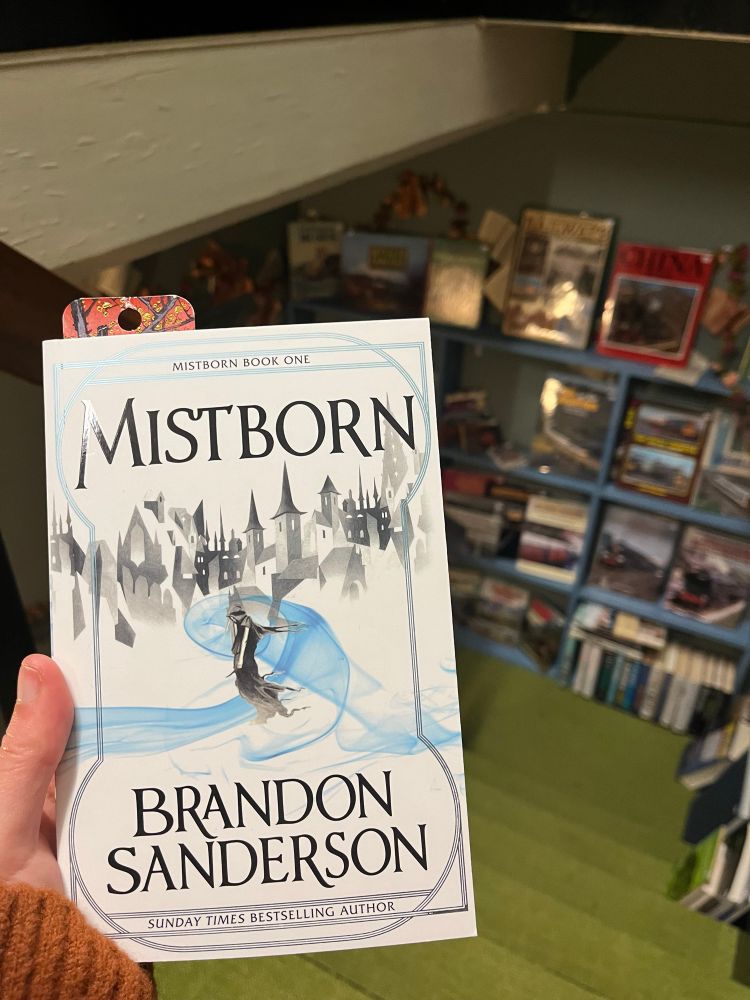 MISTBORN BOOK ONE
MISTBORN
BRANDON
SANDERSON
SUNDAY TIMES BESTSELLING AUTHOR
CHINA